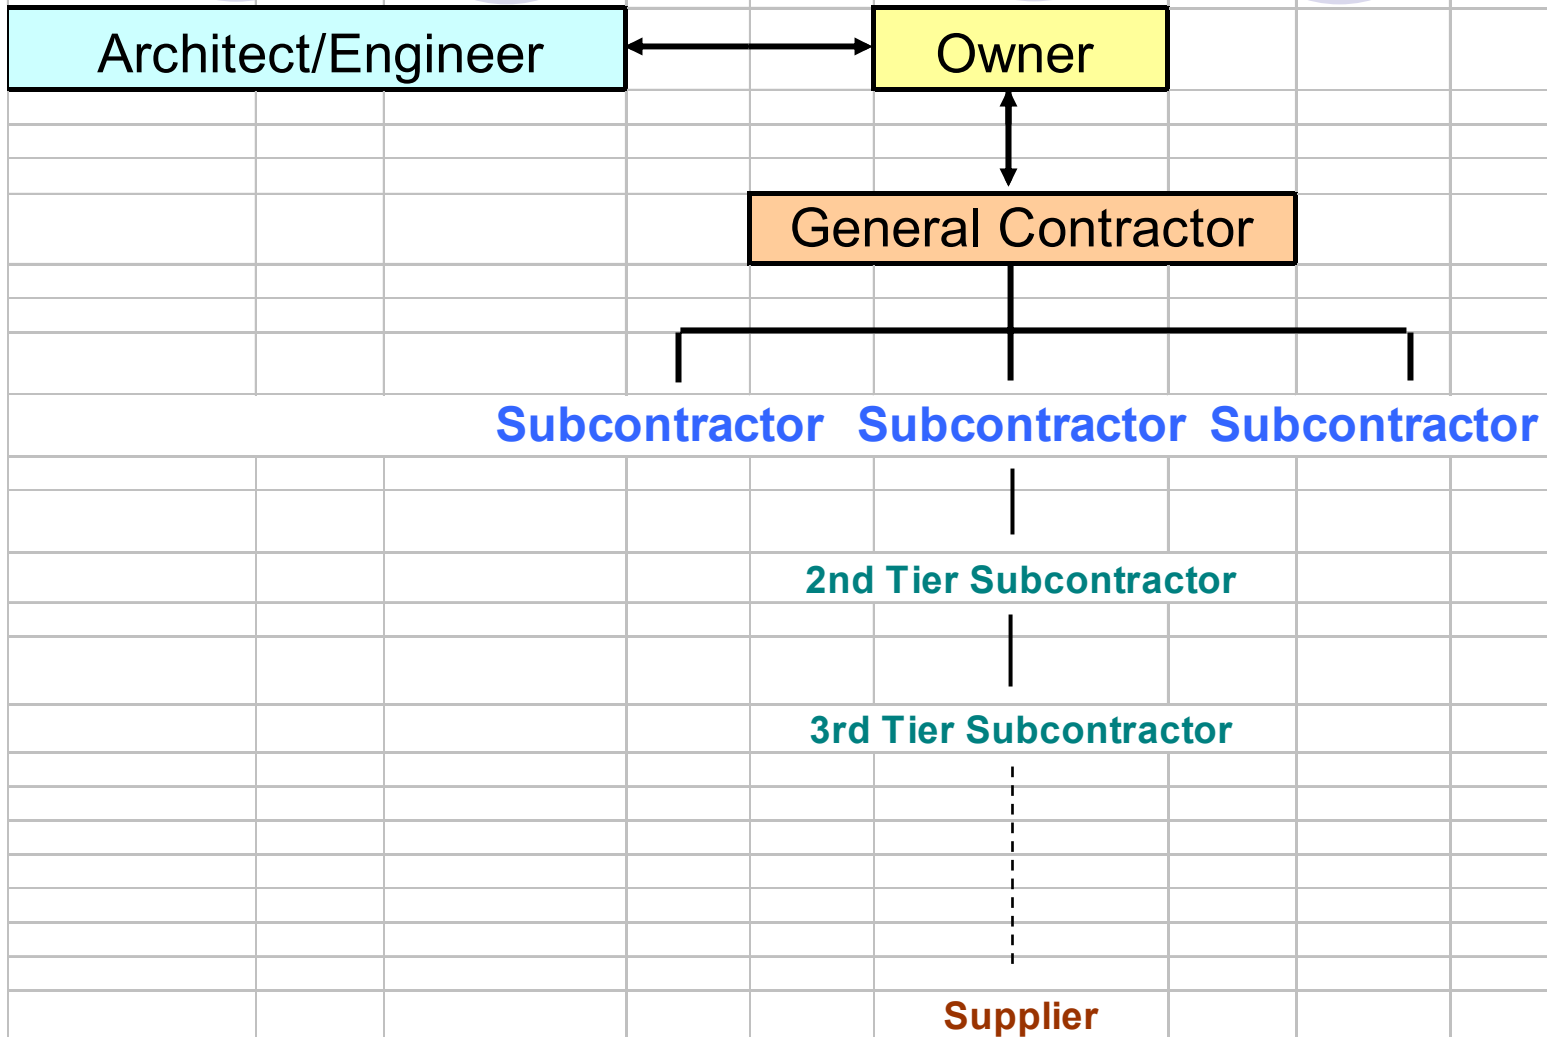 Architect/Engineer
Owner
General Contractor
Subcontractor Subcontractor Subcontractor
2nd Tier Subcontractor
3rd Tier Subcontractor
Supplier